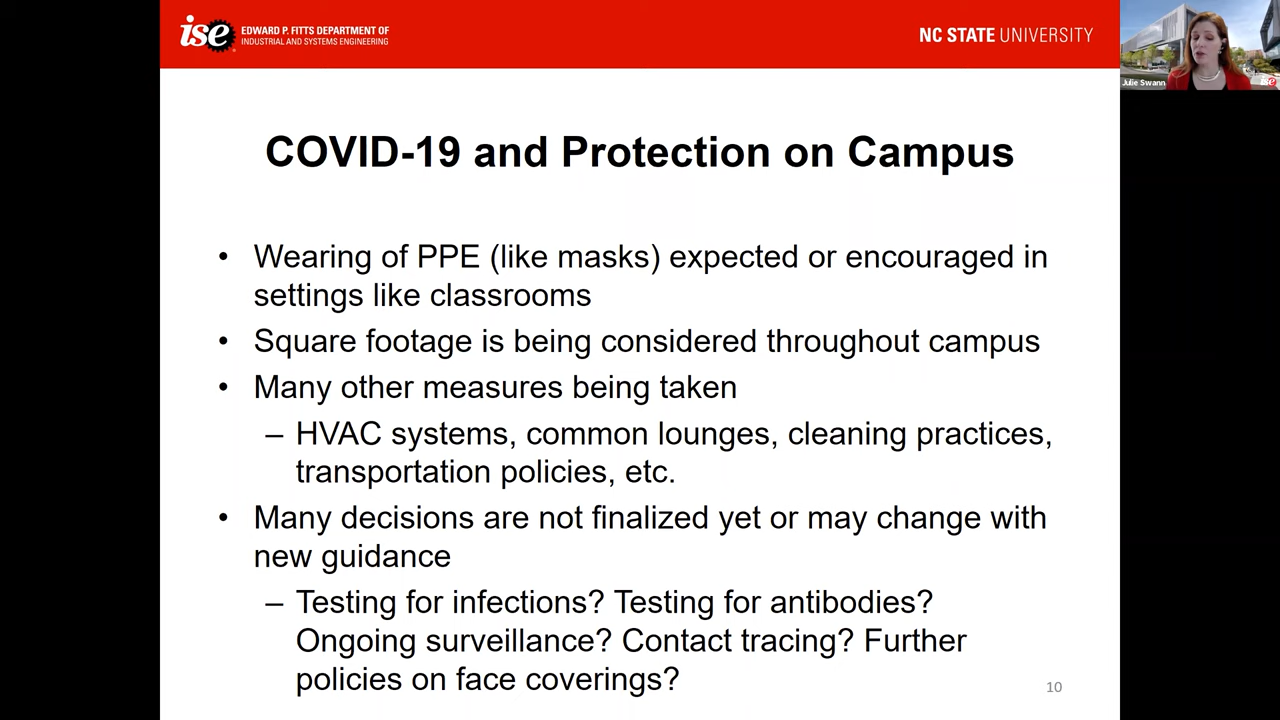 ise
EDWARD P. FITTS DEPARTMENT OF
INDUSTRIAL AND SYSTEMS ENGINEERING
NC STATE UNIVERSITY
Julie Swann
ise
COVID-19 and Protection on Campus
• Wearing of PPE (like masks) expected or encouraged in
settings like classrooms
• Square footage is being considered throughout campus
• Many other measures being taken
– HVAC systems, common lounges, cleaning practices,
transportation policies, etc.
• Many decisions are not finalized yet or may change with
new guidance
– Testing for infections? Testing for antibodies?
Ongoing surveillance? Contact tracing? Further
policies on face coverings?
10